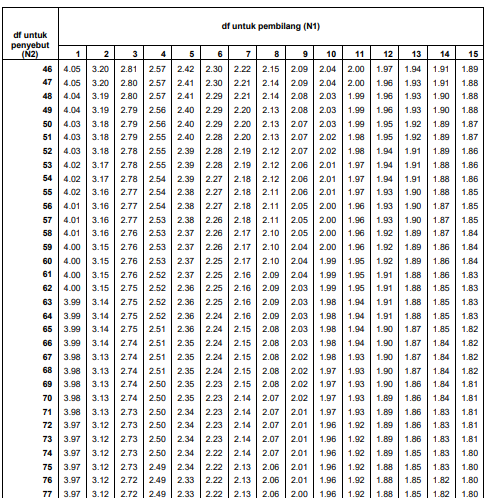 df untuk pembilang (N1)
df untuk
penyebut
(N2)
1 2 3 4 5 6 7 8 9 10 11 12 13 14 15
46 4.05 3.20 2.81 2.57 2.42 2.30 2.22 2.15 2.09 2.04 2.00 1.97 1.94 1.91 1.89
47 4.05 3.20 2.80 2.57 2.41 2.30 2.21 2.14 2.09 2.04 2.00 1.96 1.93 1.91 1.88
48 4.04 3.19 2.80 2.57 2.41 2.29 2.21 2.14 2.08 2.03 1.99 1.96 1.93 1.90 1.88
49 4.04 3.19 2.79 2.56 2.40 2.29 2.20 2.13 2.08 2.03 1.99 1.96 1.93 1.90 1.88
50 4.03 3.18 2.79 2.56 2.40 2.29 2.20 2.13 2.07 2.03 1.99 1.95 1.92 1.89 1.87
51 4.03 3.18 2.79 2.55 2.40 2.28 2.20 2.13 2.07 2.02 1.98 1.95 1.92 1.89 1.87
52 4.03 3.18 2.78 2.55 2.39 2.28 2.19 2.12 2.07 2.02 1.98 1.94 1.91 1.89 1.86
53 4.02 3.17 2.78 2.55 2.39 2.28 2.19 2.12 2.06 2.01 1.97 1.94 1.91 1.88 1.86
54 4.02 3.17 2.78 2.54 2.39 2.27 2.18 2.12 2.06 2.01 1.97 1.94 1.91 1.88 1.86
55 4.02 3.16 2.77 2.54 2.38 2.27 2.18 2.11 2.06 2.01 1.97 1.93 1.90 1.88 1.85
56 4.01 3.16 2.77 2.54 2.38 2.27 2.18 2.11 2.05 2.00 1.96 1.93 1.90 1.87 1.85
57 4.01 3.16 2.77 2.53 2.38 2.26 2.18 2.11 2.05 2.00 1.96 1.93 1.90 1.87 1.85
58 4.01 3.16 2.76 2.53 2.37 2.26 2.17 2.10 2.05 2.00 1.96 1.92 1.89 1.87 1.84
59 4.00 3.15 2.76 2.53 2.37 2.26 2.17 2.10 2.04 2.00 1.96 1.92 1.89 1.86 1.84
60 4.00 3.15 2.76 2.53 2.37 2.25 2.17 2.10 2.04 1.99 1.95 1.92 1.89 1.86 1.84
61 4.00 3.15 2.76 2.52 2.37 2.25 2.16 2.09 2.04 1.99 1.95 1.91 1.88 1.86 1.83
62 4.00 3.15 2.75 2.52 2.36 2.25 2.16 2.09 2.03 1.99 1.95 1.91 1.88 1.85 1.83
63 3.99 3.14 2.75 2.52 2.36 2.25 2.16 2.09 2.03 1.98 1.94 1.91 1.88 1.85 1.83
64 3.99 3.14 2.75 2.52 2.36 2.24 2.16 2.09 2.03 1.98 1.94 1.91 1.88 1.85 1.83
65 3.99 3.14 2.75 2.51 2.36 2.24 2.15 2.08 2.03 1.98 1.94 1.90 1.87 1.85 1.82
66 3.99 3.14 2.74 2.51 2.35 2.24 2.15 2.08 2.03 1.98 1.94 1.90 1.87 1.84 1.82
67 3.98 3.13 2.74 2.51 2.35 2.24 2.15 2.08 2.02 1.98 1.93 1.90 1.87 1.84 1.82
68 3.98 3.13 2.74 2.51 2.35 2.24 2.15 2.08 2.02 1.97 1.93 1.90 1.87 1.84 1.82
69 3.98 3.13 2.74 2.50 2.35 2.23 2.15 2.08 2.02 1.97 1.93 1.90 1.86 1.84 1.81
70 3.98 3.13 2.74 2.50 2.35 2.23 2.14 2.07 2.02 1.97 1.93 1.89 1.86 1.84 1.81
71 3.98 3.13 2.73 2.50 2.34 2.23 2.14 2.07 2.01 1.97 1.93 1.89 1.86 1.83 1.81
72 3.97 3.12 2.73 2.50 2.34 2.23 2.14 2.07 2.01 1.96 1.92 1.89 1.86 1.83 1.81
73 3.97 3.12 2.73 2.50 2.34 2.23 2.14 2.07 2.01 1.96 1.92 1.89 1.86 1.83 1.81
74 3.97 3.12 2.73 2.50 2.34 2.22 2.14 2.07 2.01 1.96 1.92 1.89 1.85 1.83 1.80
75 3.97 3.12 2.73 2.49 2.34 2.22 2.13 2.06 2.01 1.96 1.92 1.88 1.85 1.83 1.80
76 3.97 3.12 2.72 2.49 2.33 2.22 2.13 2.06 2.01 1.96 1.92 1.88 1.85 1.82 1.80
77 3.97 3.12 2.72 2.49 2.33 2.22 2.13 2.06 2.00 1.96 1.92 1.88 1.85 1.82 1.80